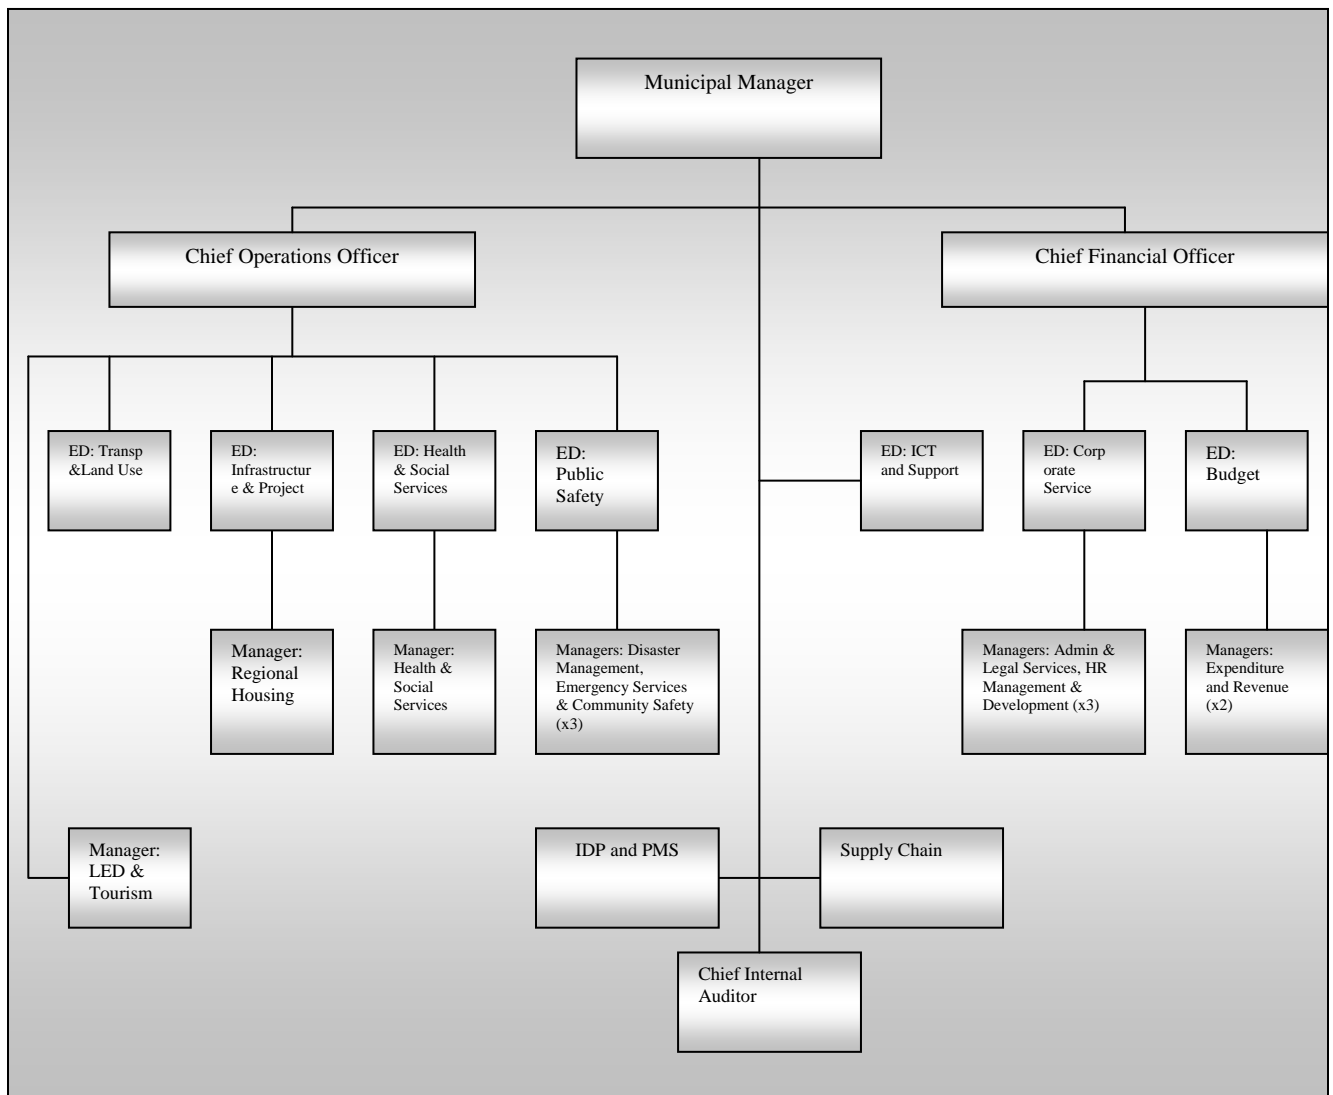 Municipal Manager
Chief Operations Officer
Chief Financial Officer
ED: Transp
&Land Use
ED:
Infrastructur
e & Project
ED: Health
& Social
Services
ED:
Public
Safety
ED: ICT
and Support
ED: Corp
orate
Service
ED:
Budget
Manager:
Regional
Housing
Manager:
Health &
Social
Services
Managers: Disaster
Management,
Emergency Services
& Community Safety
(x3)
Managers: Admin &
Legal Services, HR
Management &
Development (x3)
Managers:
Expenditure
and Revenue
(x2)
Manager:
LED &
Tourism
IDP and PMS
Supply Chain
Chief Internal
Auditor